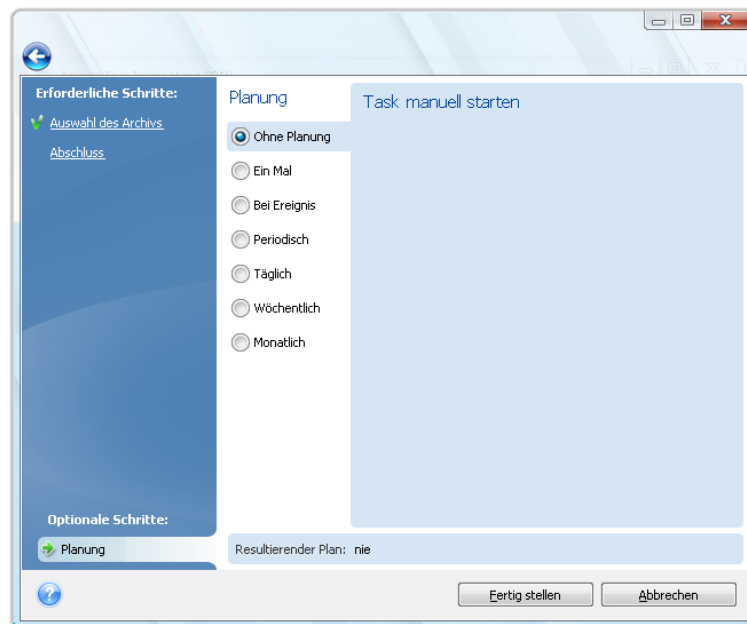 Erforderliche Schritte:
Auswahl des Archivs
Abschluss
Optionale Schritte:
Planung
Planung
Ohne Planung
Ein Mal
Bei Ereignis
Periodisch
Täglich
Wöchentlich
Monatlich
Task manuell starten
Resultierender Plan: nie
Fertig stellen
Abbrechen